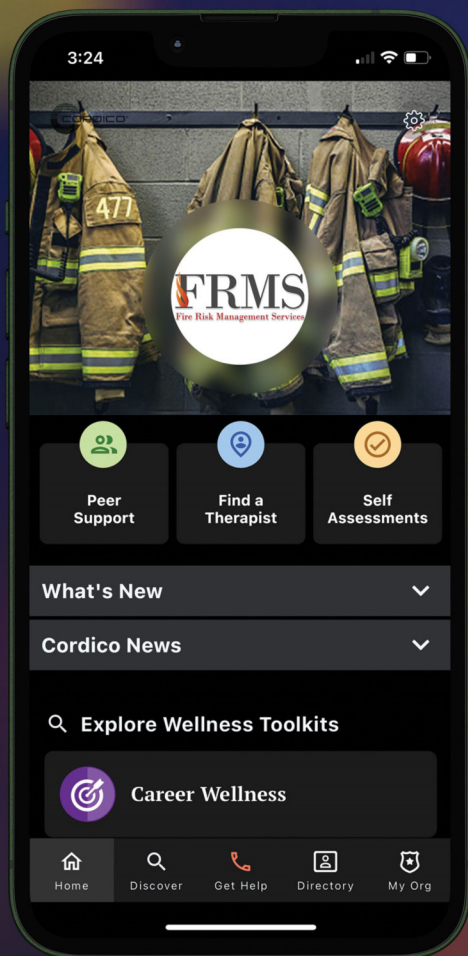 3:24
CORDICO
477
FRMS
Fire Risk Management Services
Peer
Support
Find a
Therapist
Self
Assessments
What's New
Cordico News
Explore Wellness Toolkits
Career Wellness
Home
Discover
Get Help
Directory
My Org